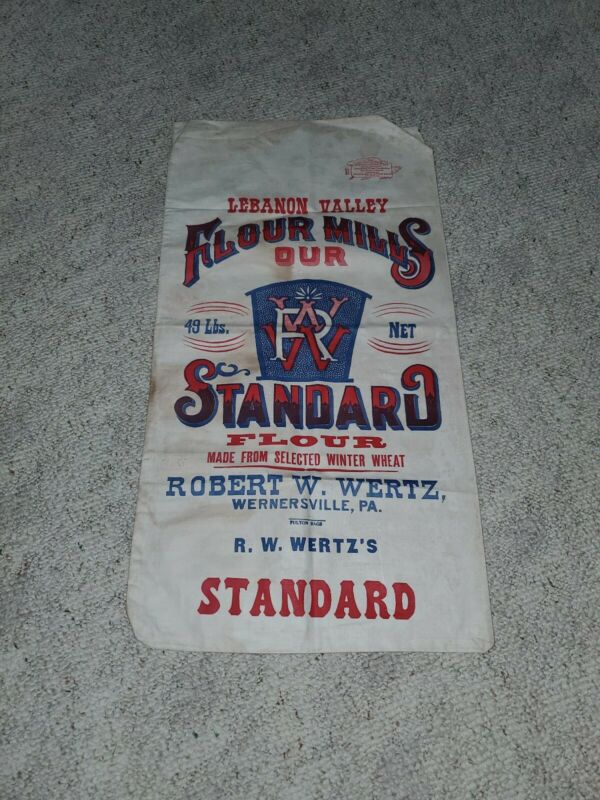 LEBANON VALLEY
FLOUR MILLS
OUR
49 Lbs. RWW NET
STANDARD
FLOUR
MADE FROM SELECTED WINTER WHEAT
ROBERT W. WERTZ,
WERNERSVILLE, PA.
FULTON BAGS
R. W. WERTZ'S
STANDARD